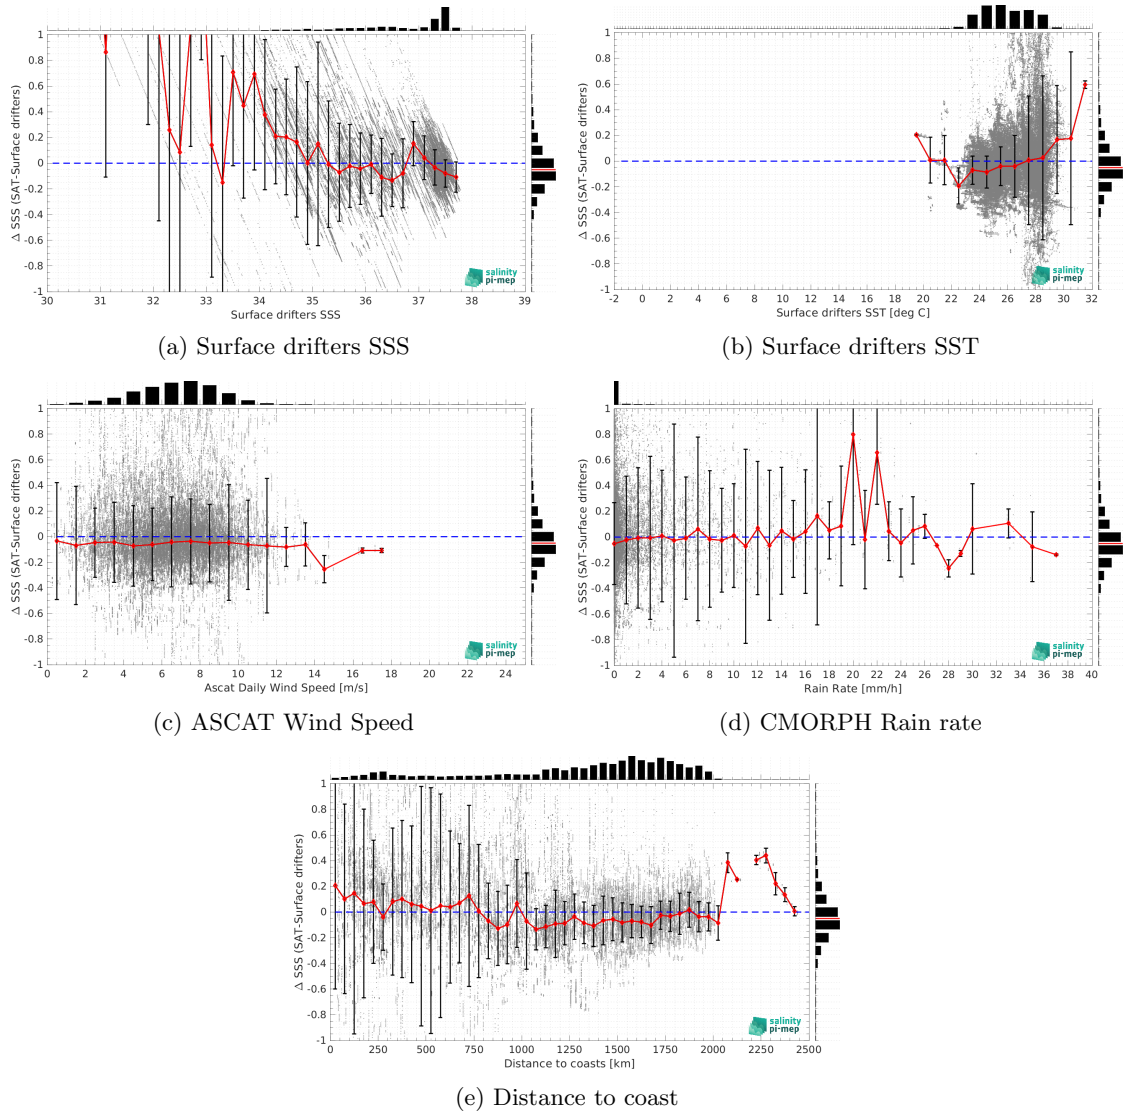 1
0.8
0.6
0.4
0.2
0
-0.2
-0.4
-0.6
-0.8
-1
Δ SSS (SAT-Surface drifters)
30 31 32 33 34 35 36 37 38 39
Surface drifters SSS
salinity
pi-mep
(a) Surface drifters SSS
1
0.8
0.6
0.4
0.2
0
-0.2
-0.4
-0.6
-0.8
-1
Δ SSS (SAT-Surface drifters)
-2 0 2 4 6 8 10 12 14 16 18 20 22 24 26 28 30 32
Surface drifters SST [deg C]
salinity
pi-mep
(b) Surface drifters SST
1
0.8
0.6
0.4
0.2
0
-0.2
-0.4
-0.6
-0.8
-1
Δ SSS (SAT-Surface drifters)
0 2 4 6 8 10 12 14 16 18 20 22 24
Ascat Daily Wind Speed [m/s]
salinity
pi-mep
(c) ASCAT Wind Speed
1
0.8
0.6
0.4
0.2
0
-0.2
-0.4
-0.6
-0.8
-1
Δ SSS (SAT-Surface drifters)
0 2 4 6 8 10 12 14 16 18 20 22 24 26 28 30 32 34 36 38 40
Rain Rate [mm/h]
salinity
pi-mep
(d) CMORPH Rain rate
1
0.8
0.6
0.4
0.2
0
-0.2
-0.4
-0.6
-0.8
-1
Δ SSS (SAT-Surface drifters)
0 250 500 750 1000 1250 1500 1750 2000 2250 2500
Distance to coasts [km]
salinity
pi-mep
(e) Distance to coast